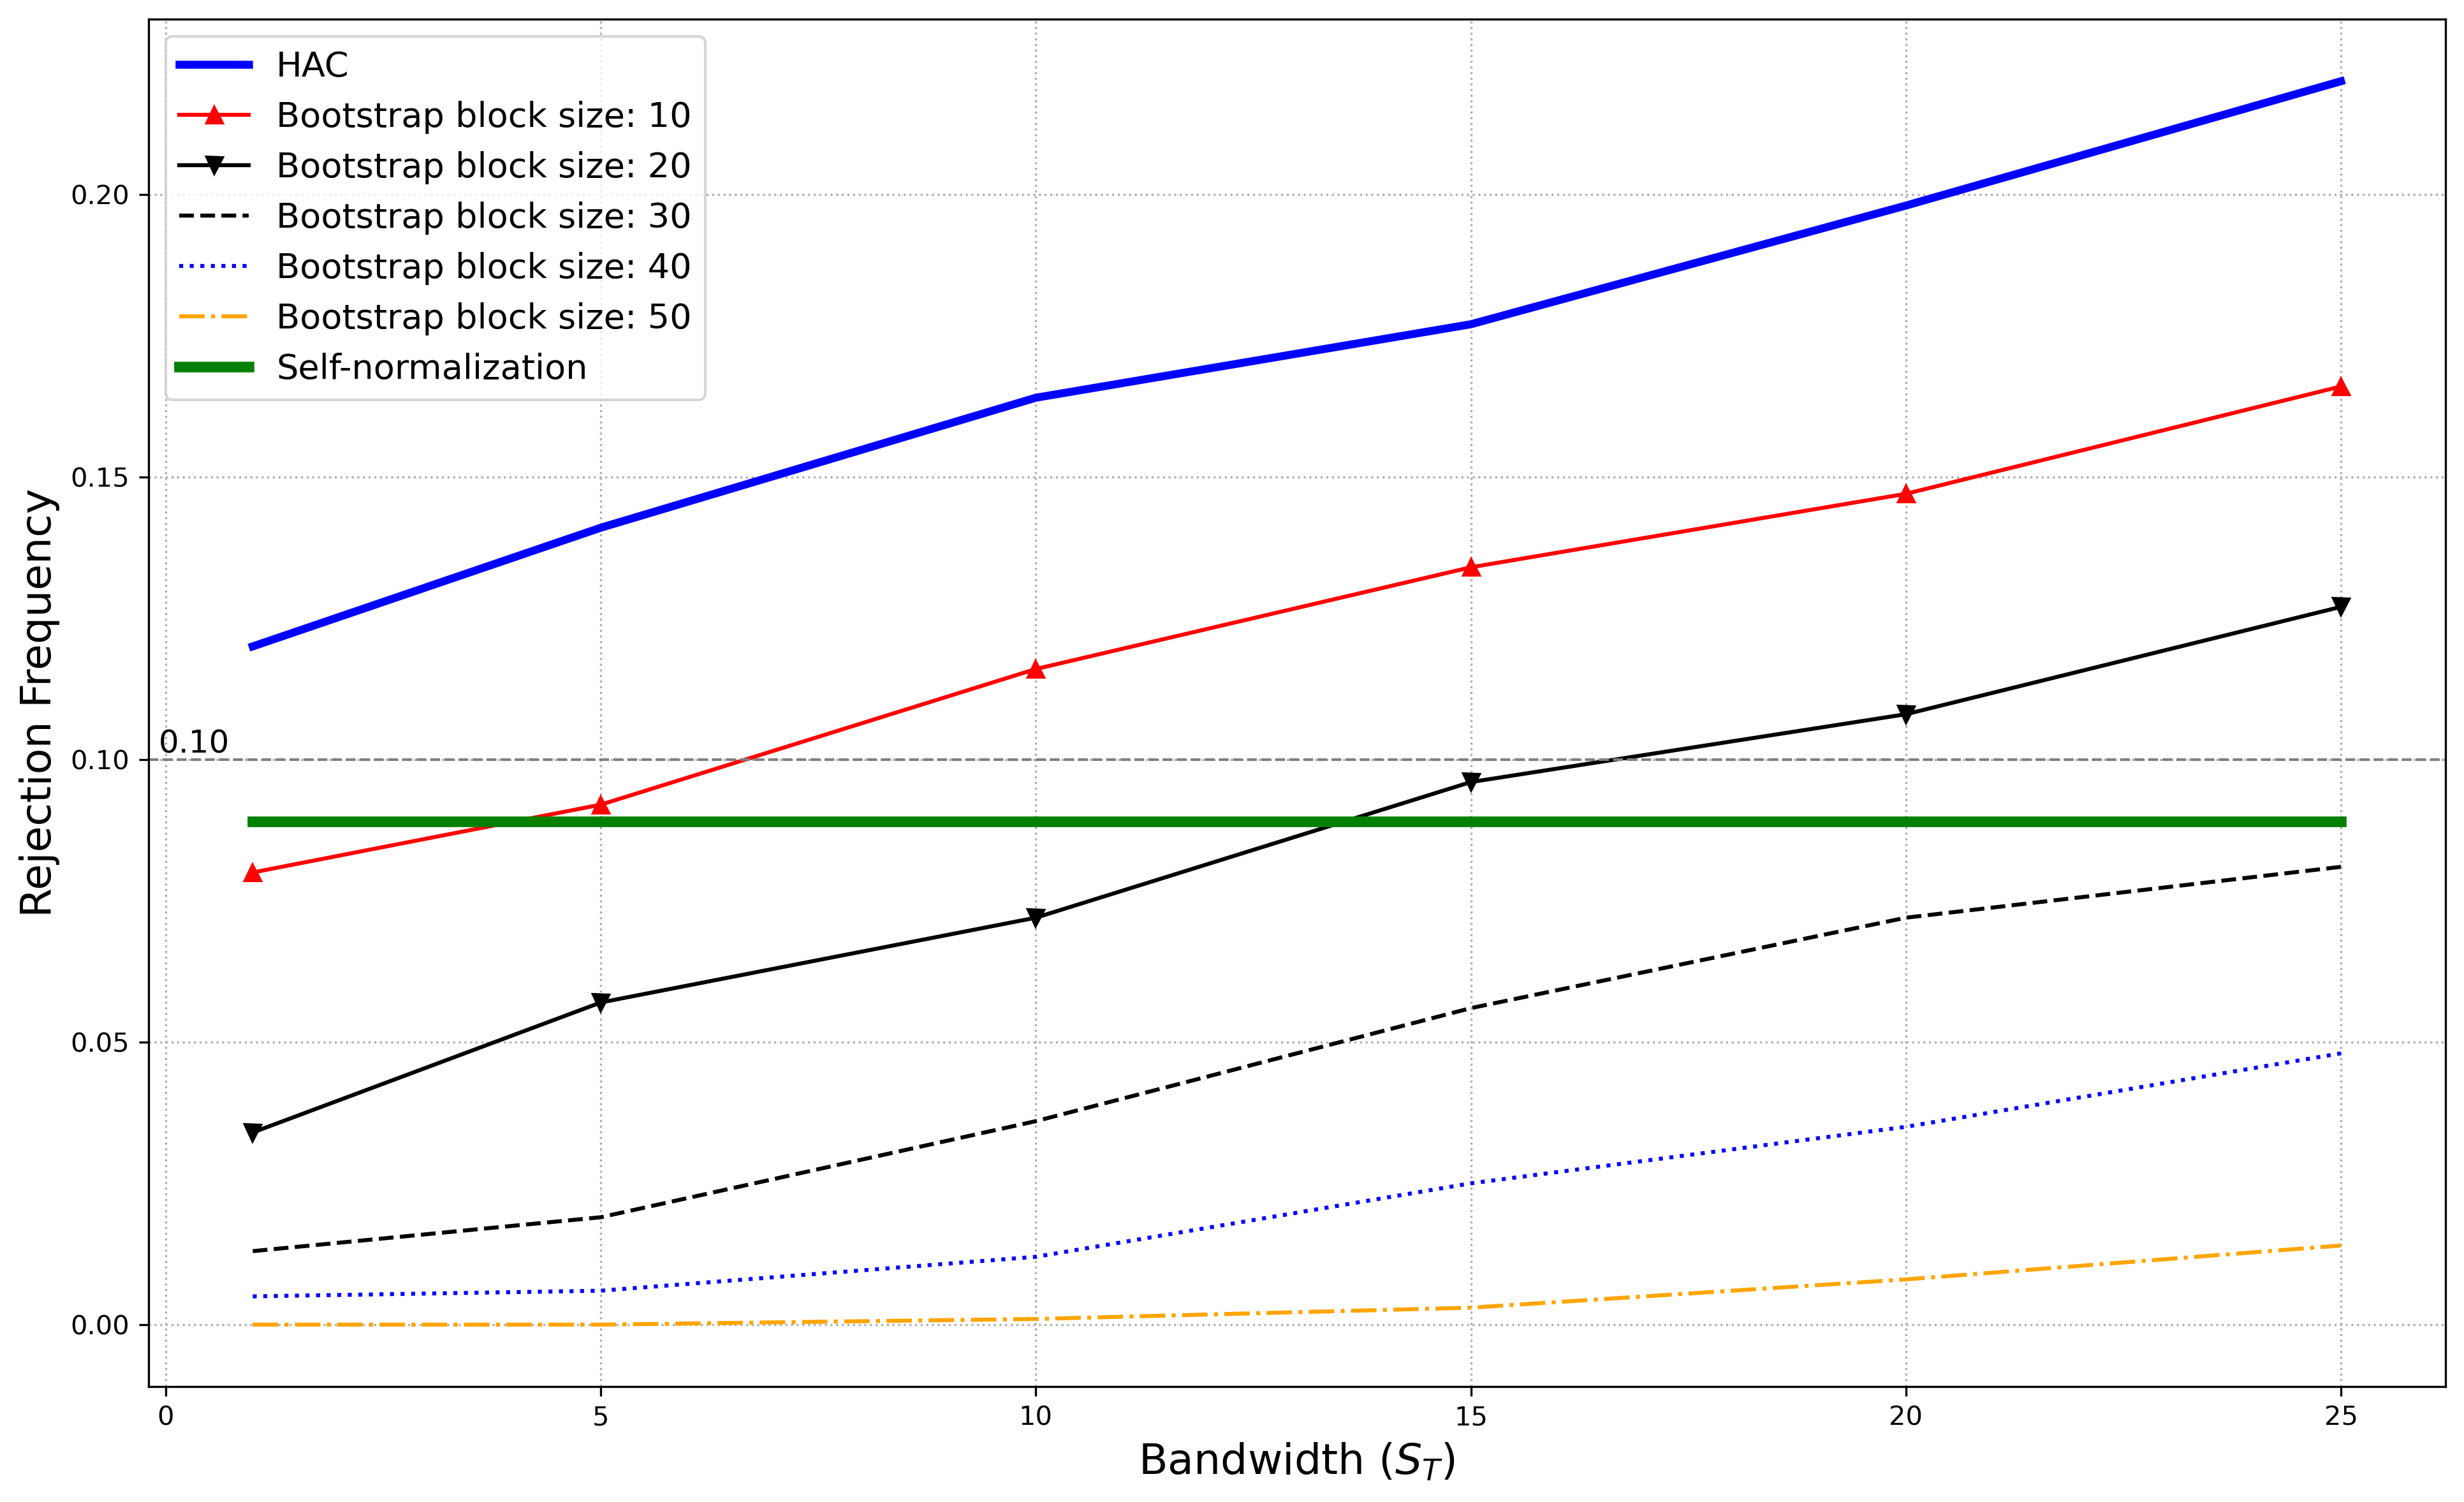 HAC
Bootstrap block size: 10
Bootstrap block size: 20
Bootstrap block size: 30
Bootstrap block size: 40
Bootstrap block size: 50
Self-normalization
Rejection Frequency
0.20
0.15
0.10
0.10
0.05
0.00
0 5 10 15 20 25
Bandwidth (S_T)